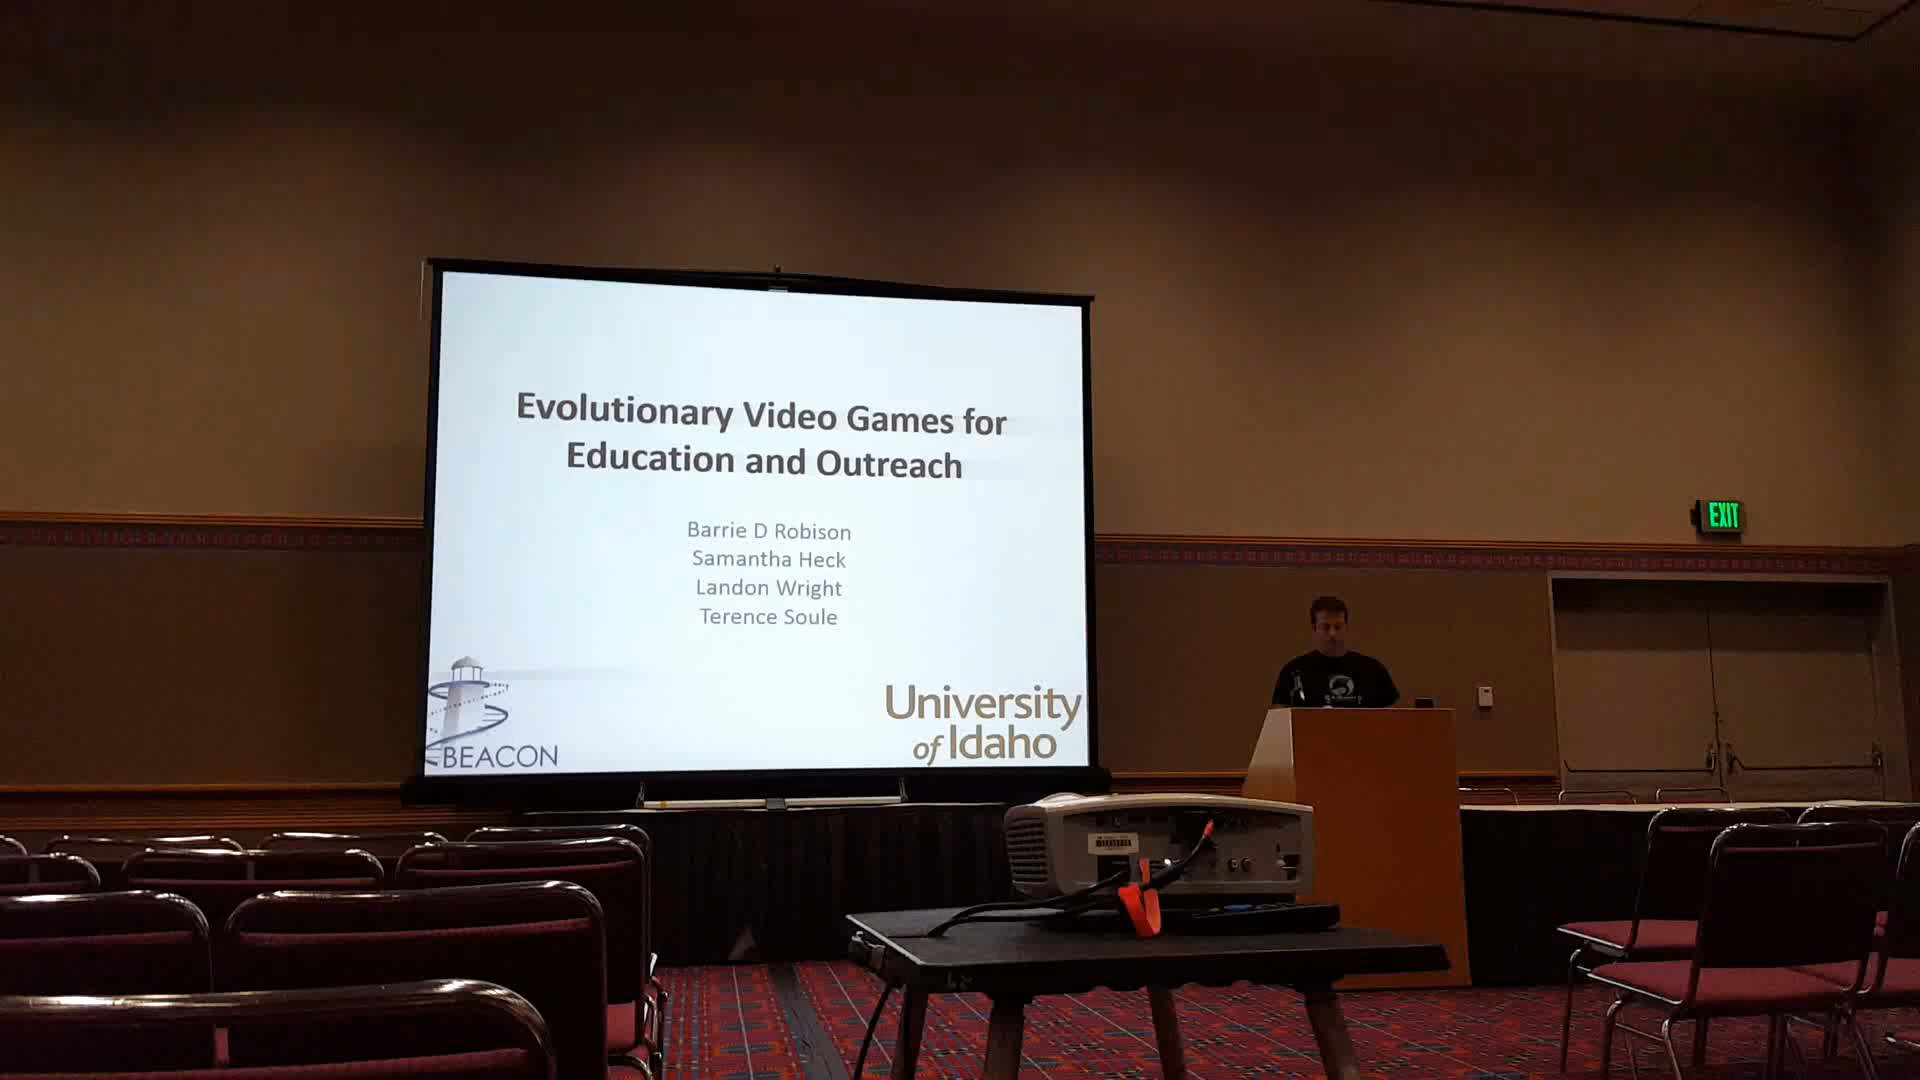 Evolutionary Video Games for
Education and Outreach
Barrie D Robison
Samantha Heck
Landon Wright
Terence Soule
BEACON
University
of Idaho
EXIT